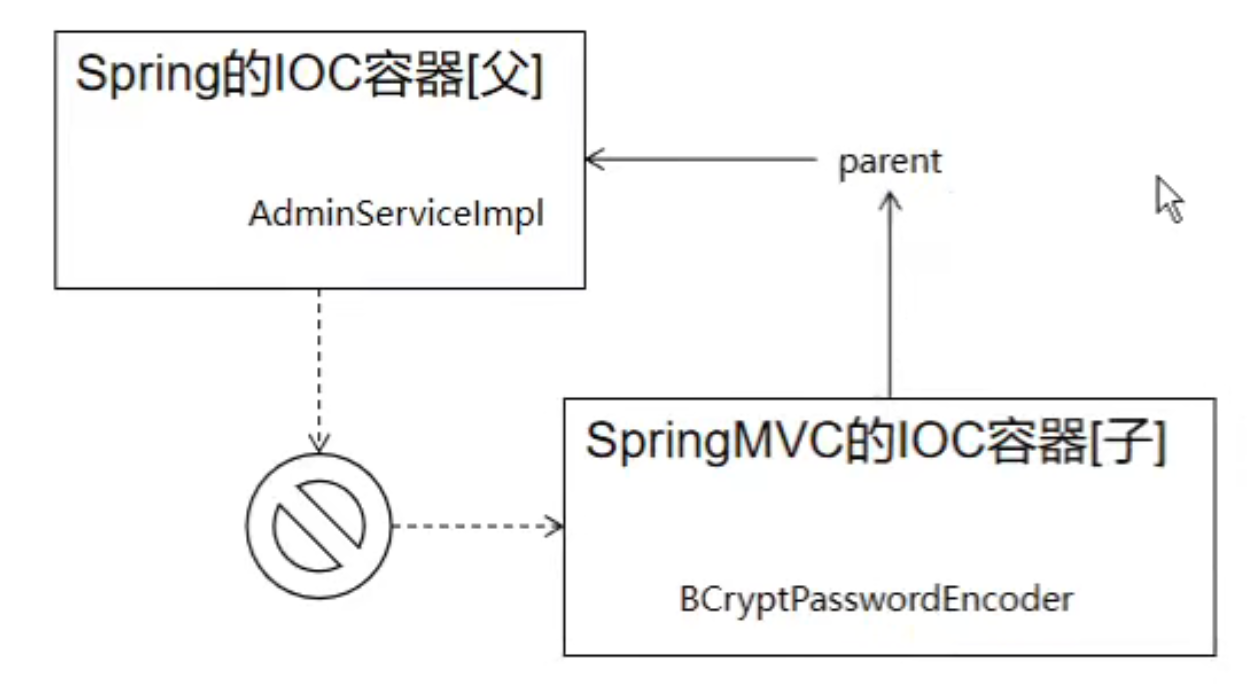 Spring的IOC容器[父]
AdminServiceImpl
parent
SpringMVC的IOC容器[子]
BCryptPasswordEncoder